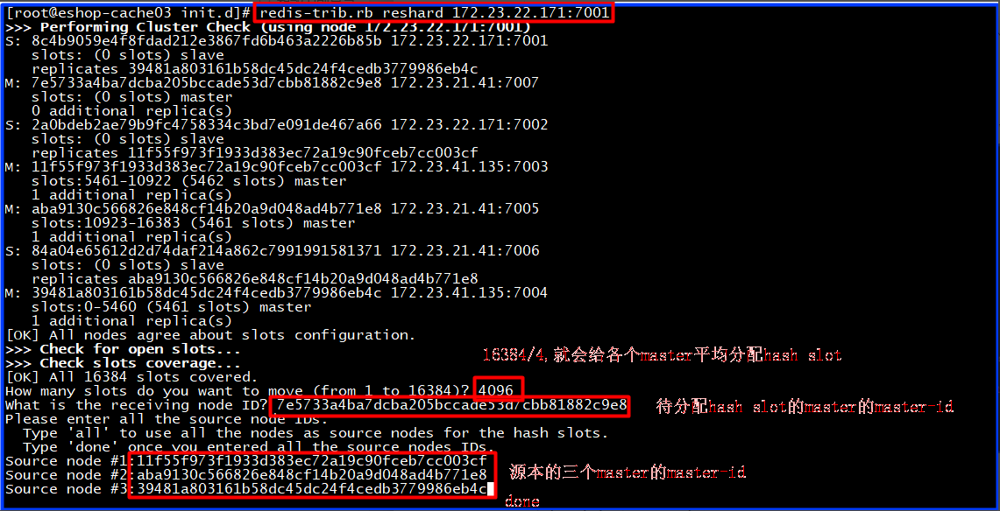 [root@eshop-cache03 init.d]# redis-trib.rb reshard 172.23.22.171:7001
>>> Performing Cluster Check (using node 172.23.22.171:7001)
S: 8c4b9059e4f8fdad212e3867fd6b463a2226b85b 172.23.22.171:7001
   slots: (0 slots) slave
   replicates 39481a803161b58dc45dc24f4cedb3779986eb4c
M: 7e5733a4ba7dcba205bccade53d7cbb81882c9e8 172.23.21.41:7007
   slots: (0 slots) master
   0 additional replica(s)
S: 2a0bdeb2ae79b9fc4758334c3bd7e091de467a66 172.23.22.171:7002
   slots: (0 slots) slave
   replicates 11f55f973f1933d383ec72a19c90fceb7cc003cf
M: 11f55f973f1933d383ec72a19c90fceb7cc003cf 172.23.41.135:7003
   slots:5461-10922 (5462 slots) master
   1 additional replica(s)
M: aba9130c566826e848cf14b20a9d048ad4b771e8 172.23.21.41:7005
   slots:10923-16383 (5461 slots) master
   1 additional replica(s)
S: 84a04e65612d2d74daf214a862c7991991581371 172.23.21.41:7006
   slots: (0 slots) slave
   replicates aba9130c566826e848cf14b20a9d048ad4b771e8
M: 39481a803161b58dc45dc24f4cedb3779986eb4c 172.23.41.135:7004
   slots:0-5460 (5461 slots) master
   1 additional replica(s)
[OK] All nodes agree about slots configuration.
>>> Check for open slots...
16384/4,就会给各个master平均分配hash slot
>>> Check slots coverage...
[OK] All 16384 slots covered.
How many slots do you want to move (from 1 to 16384)? 4096
What is the receiving node ID? 7e5733a4ba7dcba205bccade53d7cbb81882c9e8
待分配hash slot的master的master-id
Please enter all the source node IDs.
  Type 'all' to use all the nodes as source nodes for the hash slots.
  Type 'done' once you entered all the source nodes IDs.
Source node #1:11f55f973f1933d383ec72a19c90fceb7cc003cf
Source node #2:aba9130c566826e848cf14b20a9d048ad4b771e8
源本的三个master的master-id
Source node #3:39481a803161b58dc45dc24f4cedb3779986eb4c
done